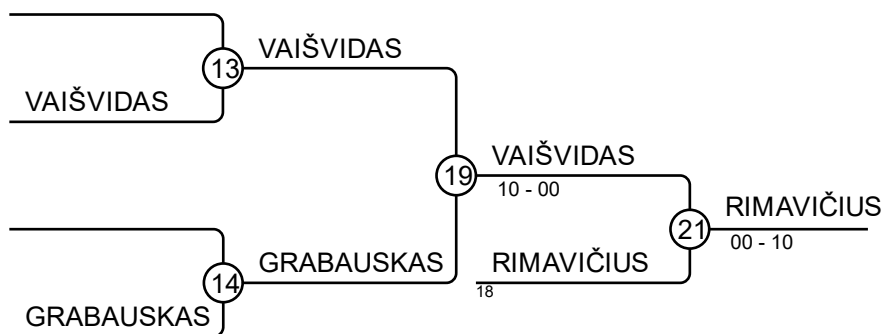 13
VAIŠVIDAS
VAIŠVIDAS
19
VAIŠVIDAS
10 - 00
21
RIMAVIČIUS
00 - 10
RIMAVIČIUS
18
14
GRABAUSKAS
GRABAUSKAS